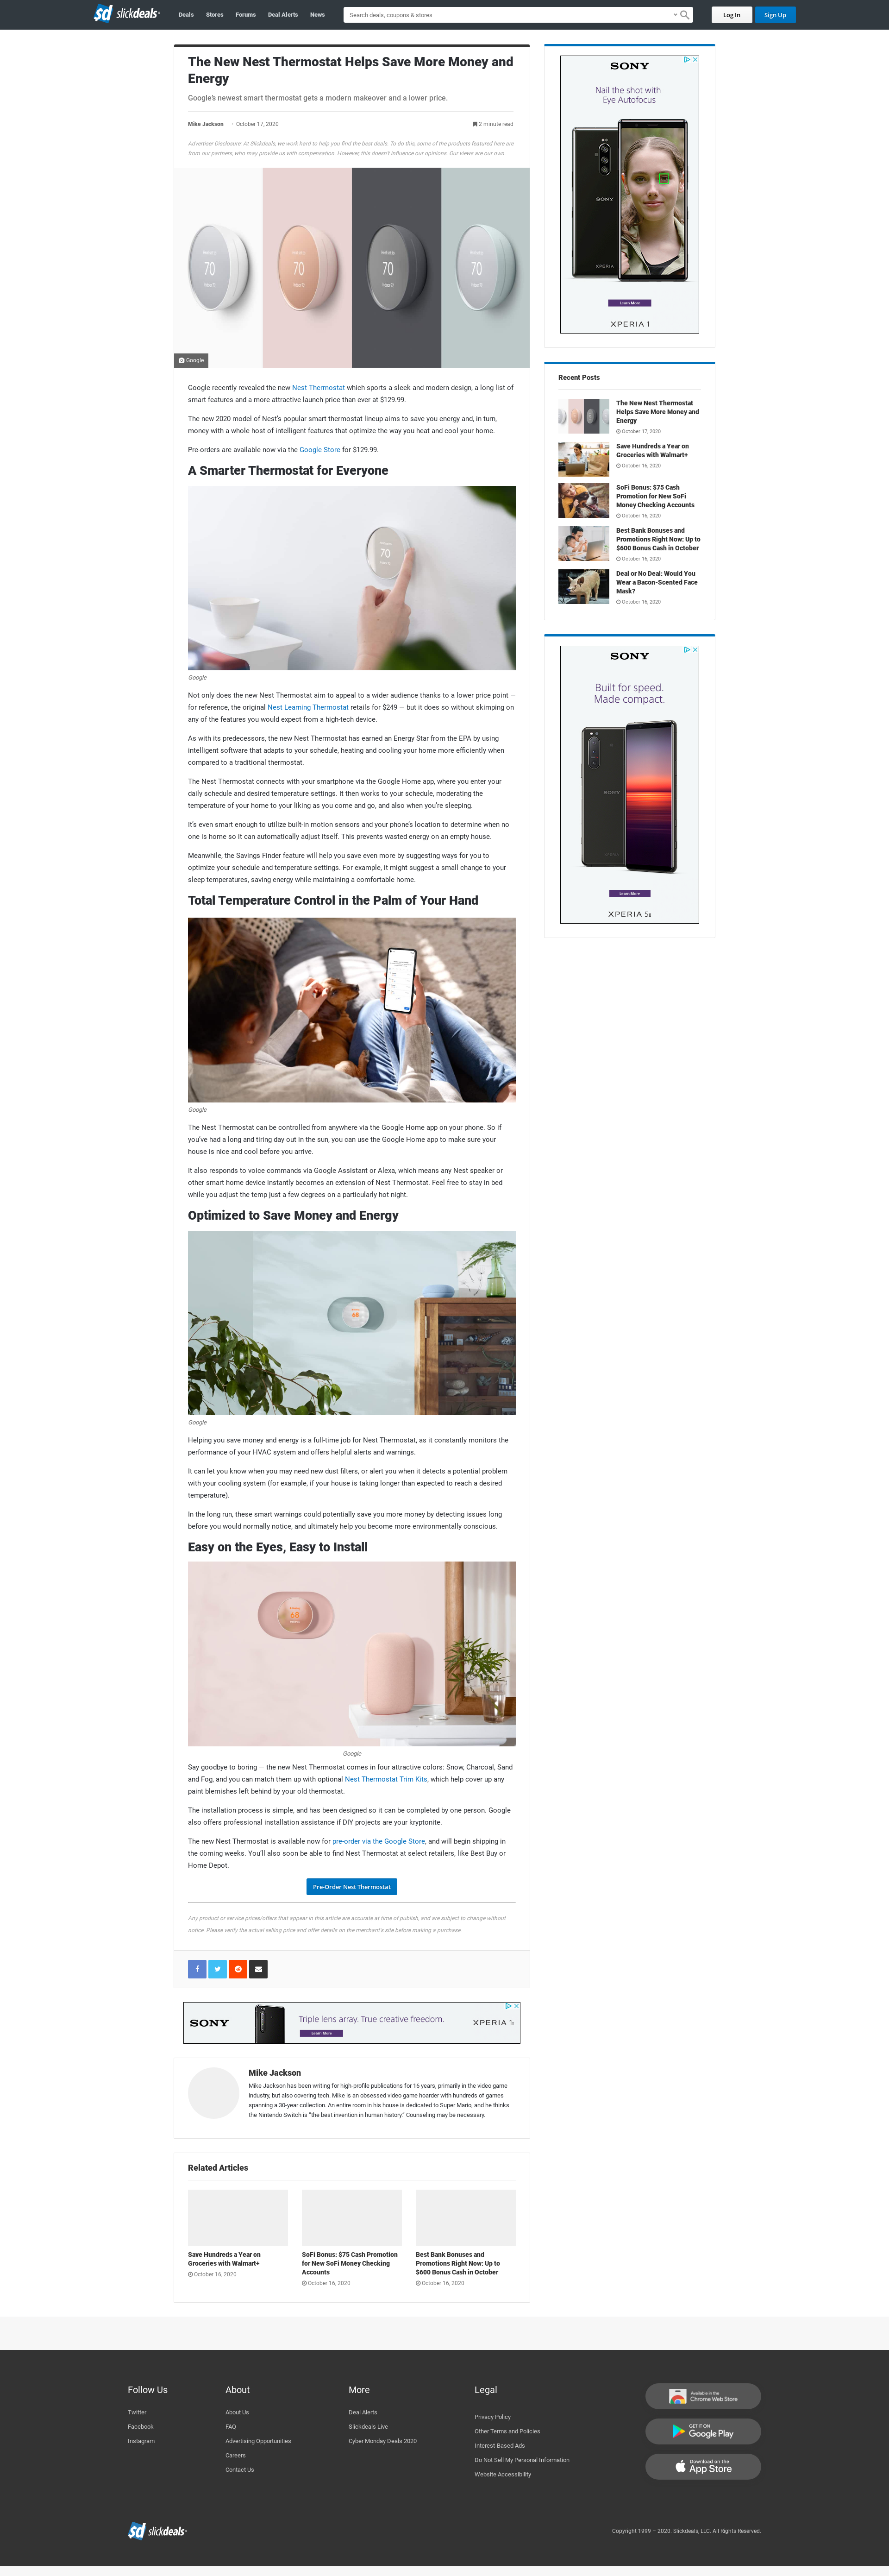 sd slickdeals
Deals Stores Forums Deal Alerts News
Search deals, coupons & stores
Log In
Sign Up
The New Nest Thermostat Helps Save More Money and
Energy
Google's newest smart thermostat gets a modern makeover and a lower price.
Mike Jackson - October 17, 2020
2 minute read
Advertiser Disclosure: At Slickdeals, we work hard to help you find the best deals. To do this, some of the products featured here are
from our partners, who may provide us with compensation. However, this doesn't influence our opinions. Our views are our own.
70
70
70
70
Google
Google recently revealed the new Nest Thermostat which sports a sleek and modern design, a long list of
smart features and a more attractive launch price than ever at $129.99.
The new 2020 model of Nest's popular smart thermostat lineup aims to save you energy and, in turn,
money with a whole host of intelligent features that optimize the way you heat and cool your home.
Pre-orders are available now via the Google Store for $129.99.
A Smarter Thermostat for Everyone
70
Google
Not only does the new Nest Thermostat aim to appeal to a wider audience thanks to a lower price point —
for reference, the original Nest Learning Thermostat retails for $249 — but it does so without skimping on
any of the features you would expect from a high-tech device.
As with its predecessors, the new Nest Thermostat has earned an Energy Star from the EPA by using
intelligent software that adapts to your schedule, heating and cooling your home more efficiently when
compared to a traditional thermostat.
The Nest Thermostat connects with your smartphone via the Google Home app, where you enter your
daily schedule and desired temperature settings. It then works to your schedule, moderating the
temperature of your home to your liking as you come and go, and also when you're sleeping.
It's even smart enough to utilize built-in motion sensors and your phone's location to determine when no
one is home so it can automatically adjust itself. This prevents wasted energy on an empty house.
Meanwhile, the Savings Finder feature will help you save even more by suggesting ways for you to
optimize your schedule and temperature settings. For example, it might suggest a small change to your
sleep temperatures, saving energy while maintaining a comfortable home.
Total Temperature Control in the Palm of Your Hand
Google
The Nest Thermostat can be controlled from anywhere via the Google Home app on your phone. So if
you've had a long and tiring day out in the sun, you can use the Google Home app to make sure your
house is nice and cool before you arrive.
It also responds to voice commands via Google Assistant or Alexa, which means any Nest speaker or
other smart home device instantly becomes an extension of Nest Thermostat. Feel free to stay in bed
while you adjust the temp just a few degrees on a particularly hot night.
Optimized to Save Money and Energy
68
Google
Helping you save money and energy is a full-time job for Nest Thermostat, as it constantly monitors the
performance of your HVAC system and offers helpful alerts and warnings.
It can let you know when you may need new dust filters, or alert you when it detects a potential problem
with your cooling system (for example, if your house is taking longer than expected to reach a desired
temperature).
In the long run, these smart warnings could potentially save you more money by detecting issues long
before you would normally notice, and ultimately help you become more environmentally conscious.
Easy on the Eyes, Easy to Install
68
Google
Say goodbye to boring — the new Nest Thermostat comes in four attractive colors: Snow, Charcoal, Sand
and Fog, and you can match them up with optional Nest Thermostat Trim Kits, which help cover up any
paint blemishes left behind by your old thermostat.
The installation process is simple, and has been designed so it can be completed by one person. Google
also offers professional installation assistance if DIY projects are your kryptonite.
The new Nest Thermostat is available now for pre-order via the Google Store, and will begin shipping in
the coming weeks. You'll also soon be able to find Nest Thermostat at select retailers, like Best Buy or
Home Depot.
Pre-Order Nest Thermostat
Any product or service prices/offers that appear in this article are accurate at time of publish, and are subject to change without
notice. Please verify the actual selling price and offer details on the merchant's site before making a purchase.
SONY
Triple lens array. True creative freedom.
Learn More
XPERIA 1
Mike Jackson
Mike Jackson has been writing for high-profile publications for 16 years, primarily in the video game
industry, but also covering tech. Mike is an obsessed video game hoarder with hundreds of games
spanning a 30-year collection. An entire room in his house is dedicated to Super Mario, and he thinks
the Nintendo Switch is "the best invention in human history." Counseling may be necessary.
Related Articles
Save Hundreds a Year on
Groceries with Walmart+
October 16, 2020
SoFi Bonus: $75 Cash Promotion
for New SoFi Money Checking
Accounts
October 16, 2020
Best Bank Bonuses and
Promotions Right Now: Up to
$600 Bonus Cash in October
October 16, 2020
SONY
Nail the shot with
Eye Autofocus
SONY
SONY
XPERIA
Learn More
XPERIA 1
Recent Posts
The New Nest Thermostat
Helps Save More Money and
Energy
October 17, 2020
Save Hundreds a Year on
Groceries with Walmart+
October 16, 2020
SoFi Bonus: $75 Cash
Promotion for New SoFi
Money Checking Accounts
October 16, 2020
Best Bank Bonuses and
Promotions Right Now: Up to
$600 Bonus Cash in October
October 16, 2020
Deal or No Deal: Would You
Wear a Bacon-Scented Face
Mask?
October 16, 2020
SONY
Built for speed.
Made compact.
SONY
Learn More
XPERIA 5
Follow Us
Twitter
Facebook
Instagram
About
About Us
FAQ
Advertising Opportunities
Careers
Contact Us
More
Deal Alerts
Slickdeals Live
Cyber Monday Deals 2020
Legal
Privacy Policy
Other Terms and Policies
Interest-Based Ads
Do Not Sell My Personal Information
Website Accessibility
Available in the
Chrome Web Store
GET IT ON
Google Play
Download on the
App Store
sd slickdeals
Copyright 1999 – 2020. Slickdeals, LLC. All Rights Reserved.